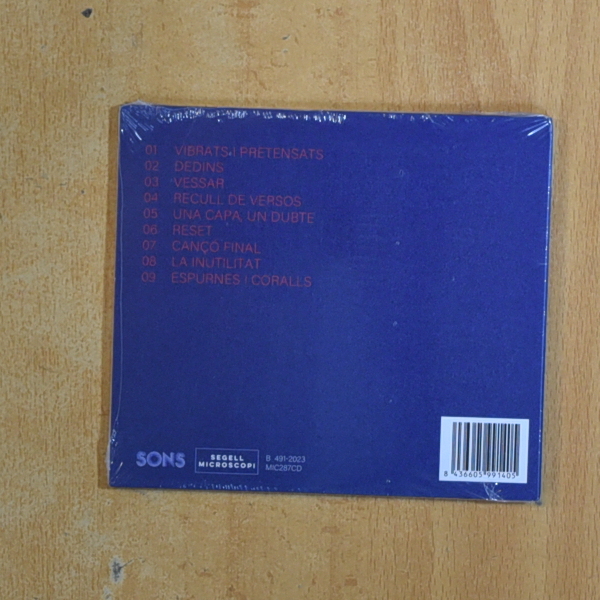 01 VIBRATS I PRETENSATS
02 DEDINS
03 VESSAR
04 RECULL DE VERSOS
05 UNA CAPA, UN DUBTE
06 RESET
07 CANÇÓ FINAL
08 LA INUTILITAT
09 ESPURNES I CORALLS
SONS
SEGELL
MICROSCOPI
B 491-2023
MIC287CD
8 436605 991405